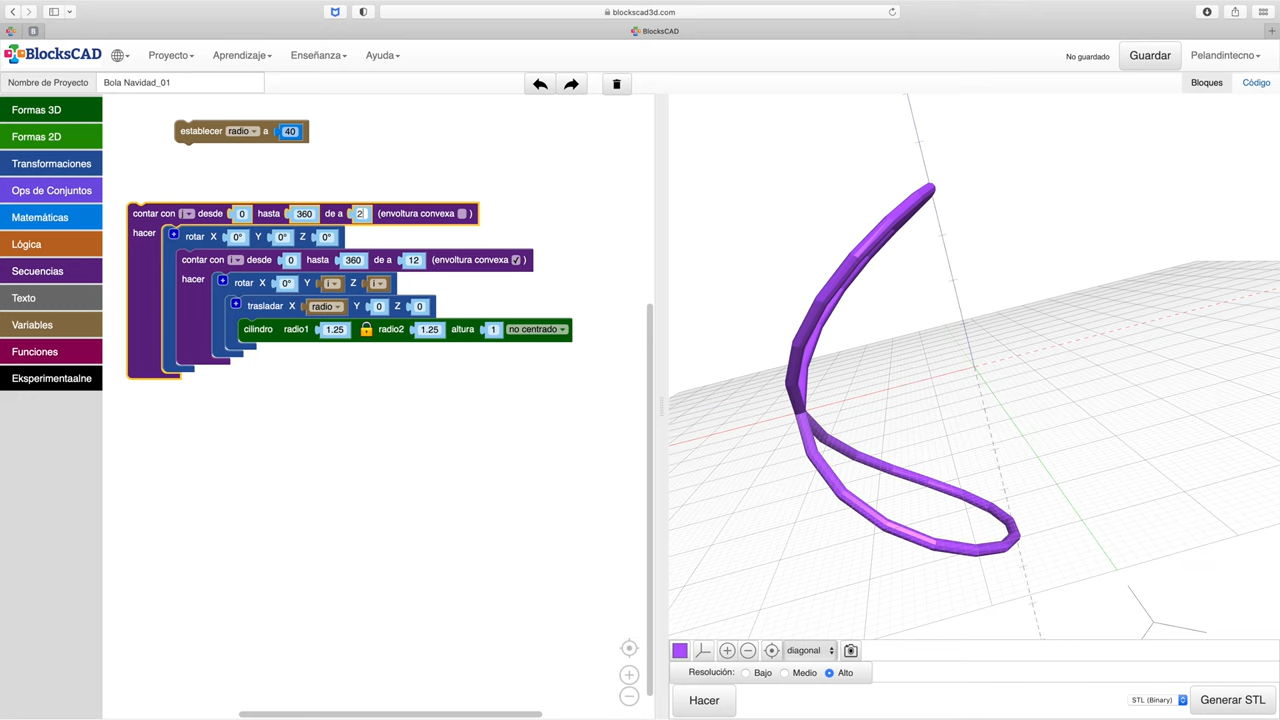 blockscad3d.com
B
BlocksCAD
BlocksCAD
Proyecto
Aprendizaje
Enseñanza
Ayuda
No guardado
Guardar
Pelandintecno
Nombre de Proyecto
Bola Navidad_01
Bloques
Código
Formas 3D
Formas 2D
Transformaciones
Ops de Conjuntos
Matemáticas
Lógica
Secuencias
Texto
Variables
Funciones
Eksperimentaalne
establecer radio a 40
contar con j desde 0 hasta 360 de a 2 (envoltura convexa )
hacer rotar X 0° Y 0° Z 0°
contar con i desde 0 hasta 360 de a 12 (envoltura convexa ✓ )
hacer rotar X 0° Y i Z i
trasladar X radio Y 0 Z 0
cilindro radio1 1.25 radio2 1.25 altura 1 no centrado
diagonal
Resolución: Bajo Medio Alto
Hacer
STL (Binary)
Generar STL